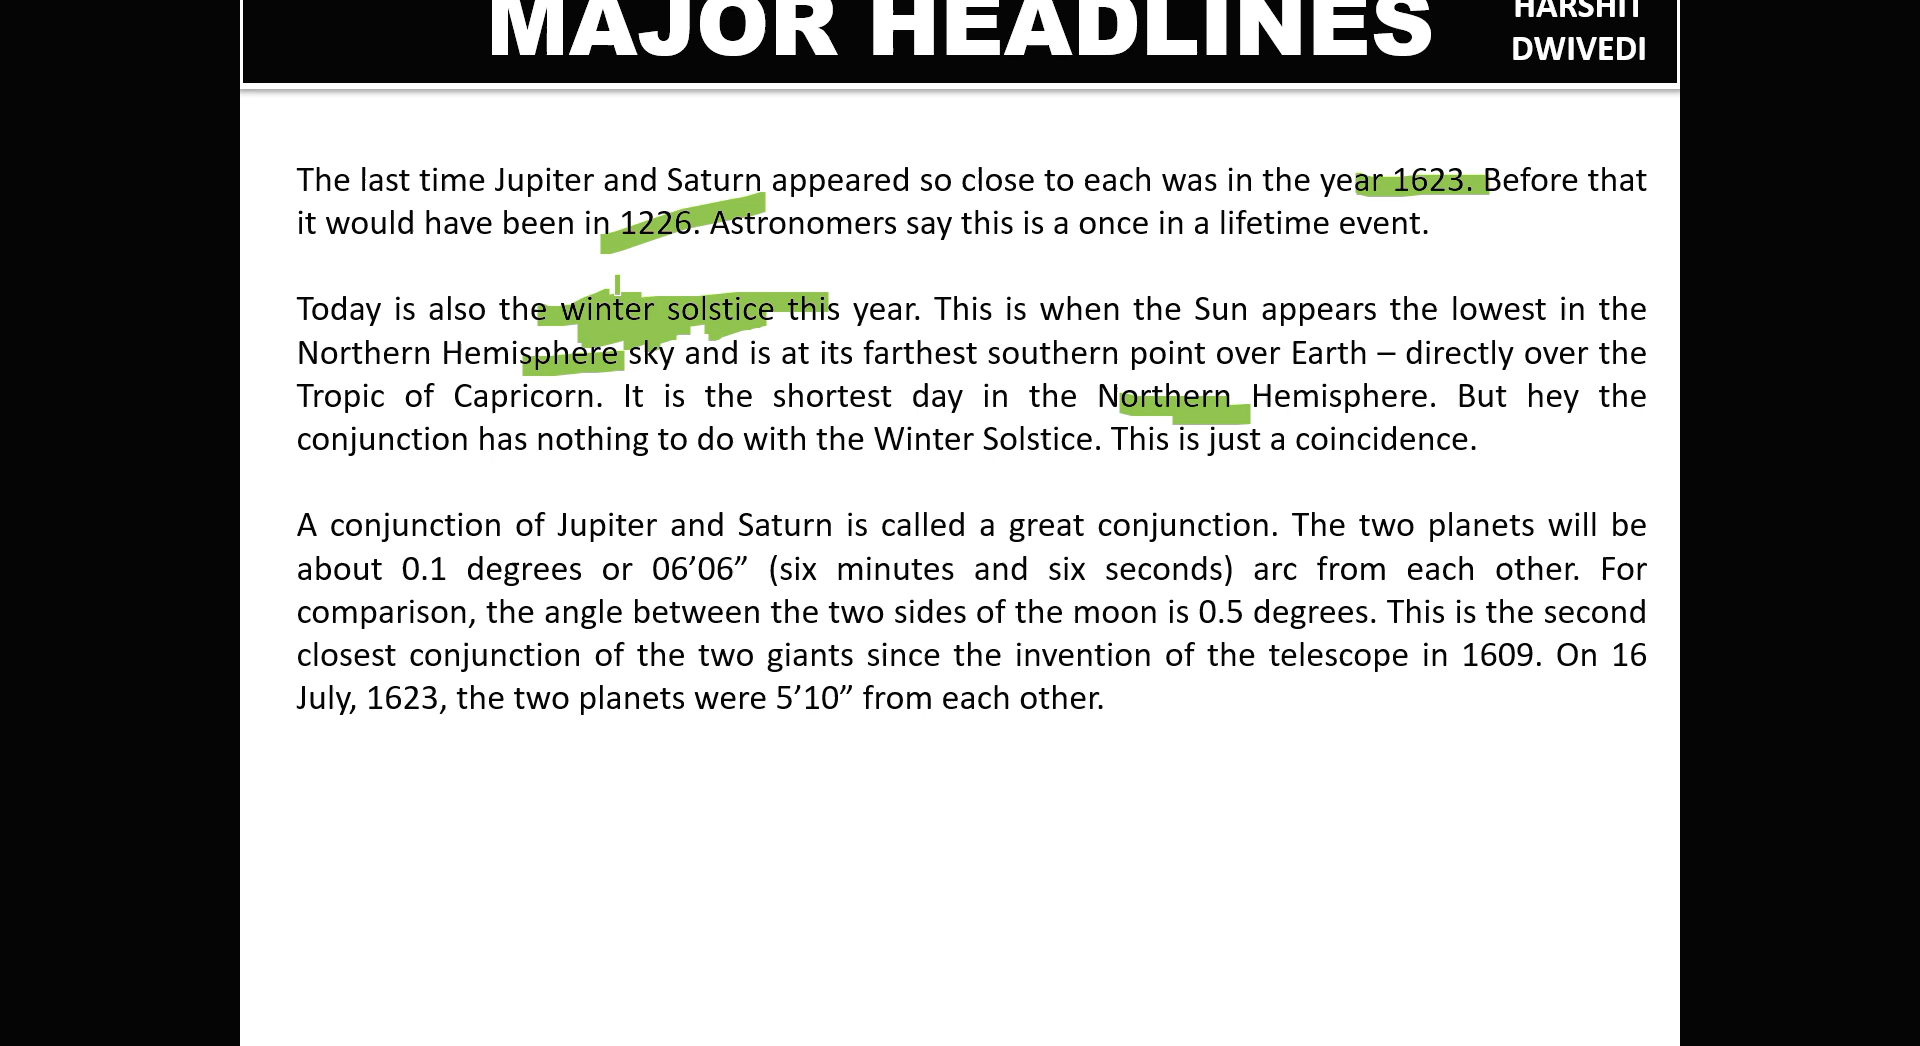 MAJOR HEADLINES
HARSHIT
DWIVEDI
The last time Jupiter and Saturn appeared so close to each was in the year 1623. Before that
it would have been in 1226. Astronomers say this is a once in a lifetime event.
Today is also the winter solstice this year. This is when the Sun appears the lowest in the
Northern Hemisphere sky and is at its farthest southern point over Earth – directly over the
Tropic of Capricorn. It is the shortest day in the Northern Hemisphere. But hey the
conjunction has nothing to do with the Winter Solstice. This is just a coincidence.
A conjunction of Jupiter and Saturn is called a great conjunction. The two planets will be
about 0.1 degrees or 06’06” (six minutes and six seconds) arc from each other. For
comparison, the angle between the two sides of the moon is 0.5 degrees. This is the second
closest conjunction of the two giants since the invention of the telescope in 1609. On 16
July, 1623, the two planets were 5’10” from each other.